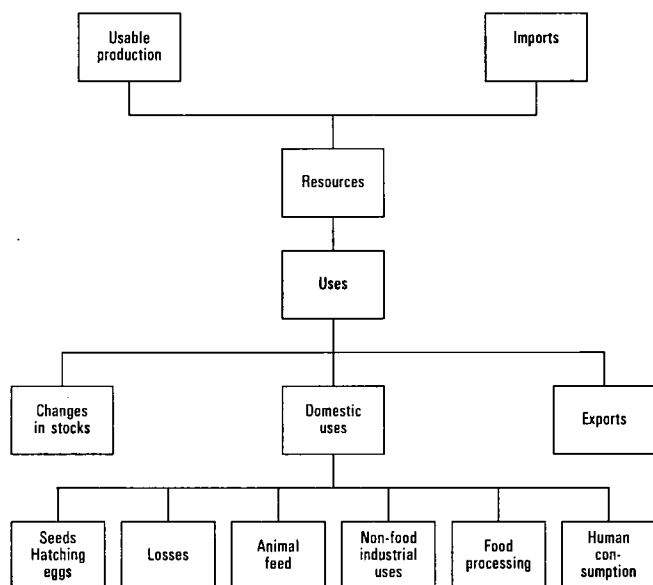 Usable
production
Imports
Resources
Uses
Changes
in stocks
Domestic
uses
Exports
Seeds
Hatching
eggs
Losses
Animal
feed
Non-food
industrial
uses
Food
processing
Human
con-
sumption